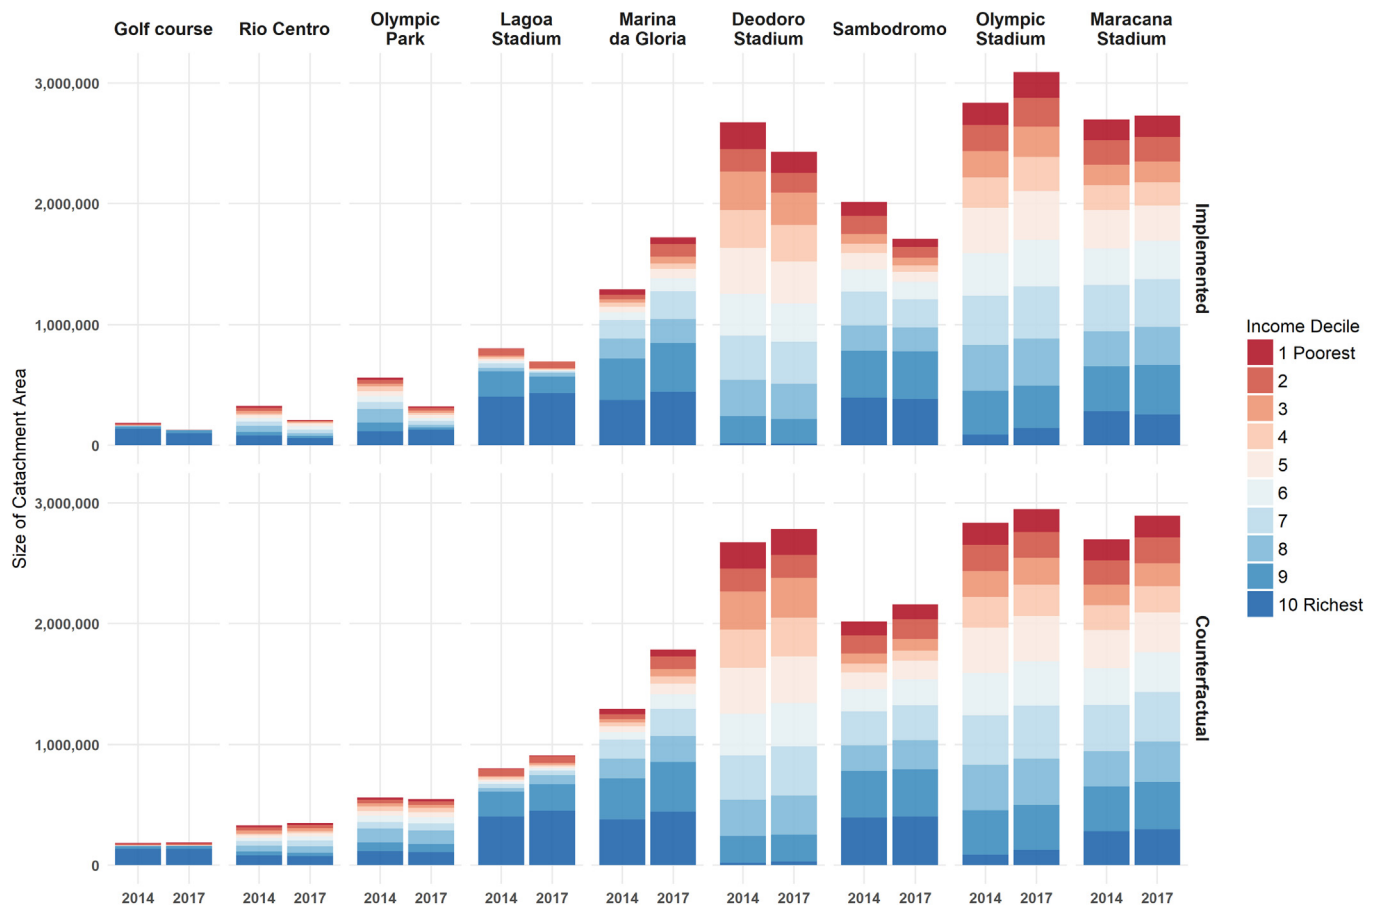 Golf course
Rio Centro
Olympic
Park
Lagoa
Stadium
Marina
da Gloria
Deodoro
Stadium
Sambodromo
Olympic
Stadium
Maracana
Stadium
Size of Catachment Area
3,000,000
2,000,000
1,000,000
0
Implemented
3,000,000
2,000,000
1,000,000
0
Counterfactual
2014 2017 2014 2017 2014 2017 2014 2017 2014 2017 2014 2017 2014 2017 2014 2017 2014 2017
Income Decile
1 Poorest
2
3
4
5
6
7
8
9
10 Richest